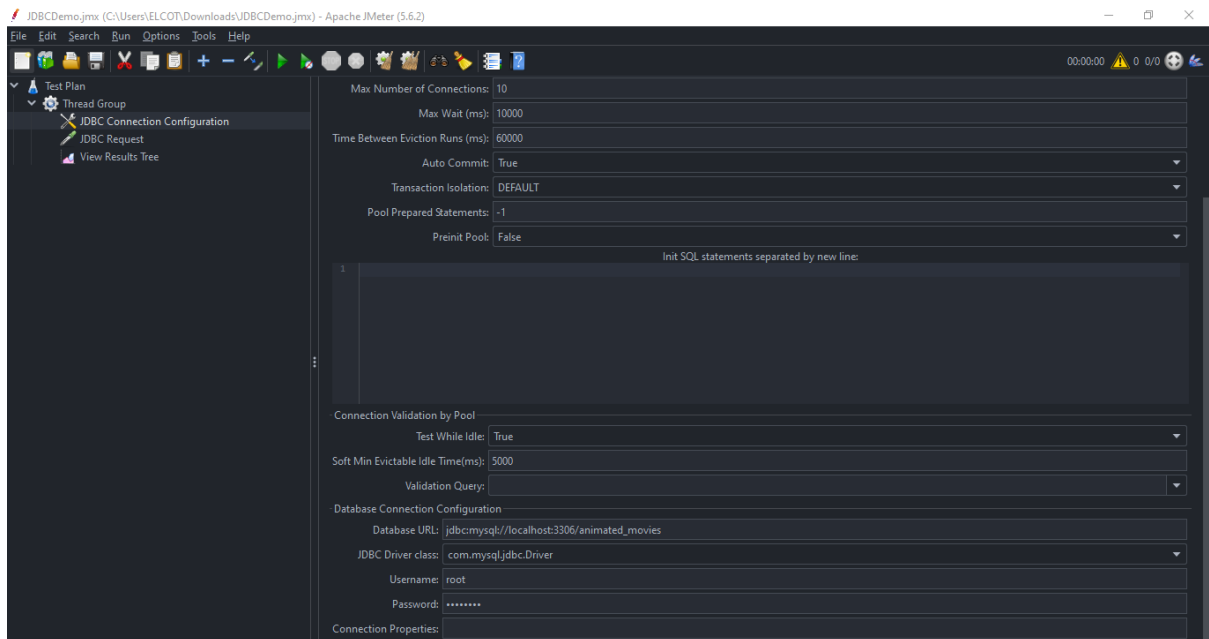 JDBCDemo.jmx (C:\Users\ELCOT\Downloads\JDBCDemo.jmx) - Apache JMeter (5.6.2)
File Edit Search Run Options Tools Help
00:00:00 0 0/0
Test Plan
Thread Group
JDBC Connection Configuration
JDBC Request
View Results Tree
Max Number of Connections: 10
Max Wait (ms): 10000
Time Between Eviction Runs (ms): 60000
Auto Commit: True
Transaction Isolation: DEFAULT
Pool Prepared Statements: -1
Preinit Pool: False
Init SQL statements separated by new line:
1
Connection Validation by Pool
Test While Idle: True
Soft Min Evictable Idle Time(ms): 5000
Validation Query:
Database Connection Configuration
Database URL: jdbc:mysql://localhost:3306/animated_movies
JDBC Driver class: com.mysql.jdbc.Driver
Username: root
Password: ••••••••
Connection Properties: